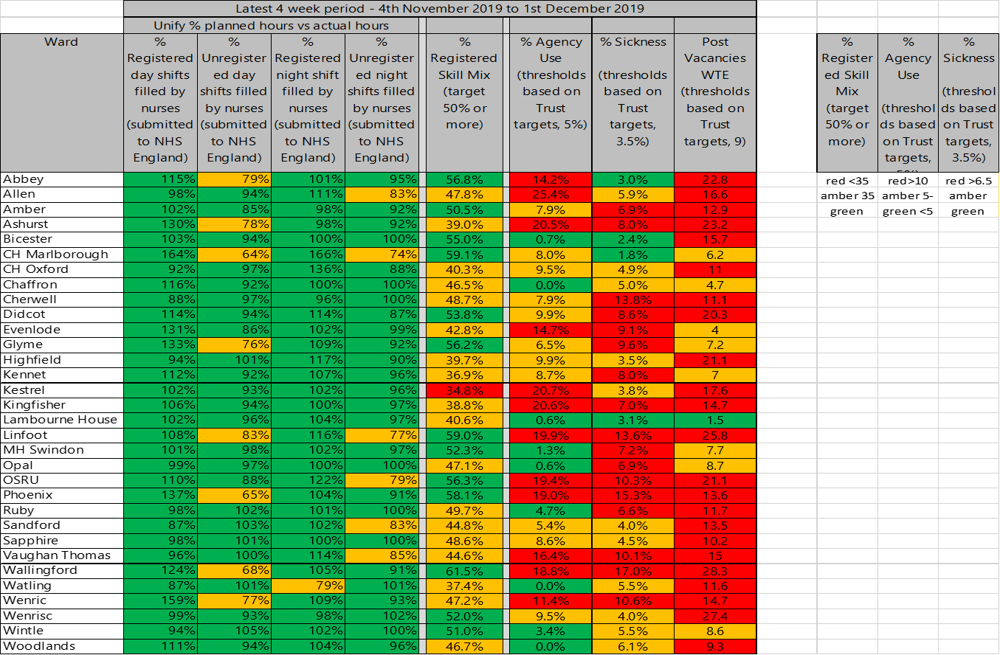 Latest 4 week period - 4th November 2019 to 1st December 2019
Unify % planned hours vs actual hours
Ward % Registered day shifts filled by nurses (submitted to NHS England) % Unregistered day shifts filled by nurses (submitted to NHS England) % Registered night shift filled by nurses (submitted to NHS England) % Unregistered night shifts filled by nurses (submitted to NHS England) % Registered Skill Mix (target 50% or more) % Agency Use (thresholds based on Trust targets, 5%) % Sickness (thresholds based on Trust targets, 3.5%) Post Vacancies WTE (thresholds based on Trust targets, 9) % Registered Skill Mix (target 50% or more) % Agency Use (thresholds based on Trust targets, % Sickness (thresholds based on Trust targets, 3.5%)
Abbey 115% 79% 101% 95% 56.8% 14.2% 3.0% 22.8 red <35 red>10 red >6.5
Allen 98% 94% 111% 83% 47.8% 25.4% 5.9% 16.6 amber 35 amber 5- amber
Amber 102% 85% 98% 92% 50.5% 7.9% 6.9% 12.9 green green <5 green
Ashurst 130% 78% 98% 92% 39.0% 20.5% 8.0% 23.2
Bicester 103% 94% 100% 100% 55.0% 0.7% 2.4% 15.7
CH Marlborough 164% 64% 166% 74% 59.1% 8.0% 1.8% 6.2
CH Oxford 92% 97% 136% 88% 40.3% 9.5% 4.9% 11
Chaffron 116% 92% 100% 100% 46.5% 0.0% 5.0% 4.7
Cherwell 88% 97% 96% 100% 48.7% 7.9% 13.8% 11.1
Didcot 114% 94% 114% 87% 53.8% 9.9% 8.6% 20.3
Evenlode 131% 86% 102% 99% 42.8% 14.7% 9.1% 4
Glyme 133% 76% 109% 92% 56.2% 6.5% 9.6% 7.2
Highfield 94% 101% 117% 90% 39.7% 9.9% 3.5% 21.1
Kennet 112% 92% 107% 96% 36.9% 8.7% 8.0% 7
Kestrel 102% 93% 102% 96% 34.8% 20.7% 3.8% 17.6
Kingfisher 106% 94% 100% 97% 38.8% 20.6% 7.0% 14.7
Lambourne House 102% 96% 104% 97% 40.6% 0.6% 3.1% 1.5
Linfoot 108% 83% 116% 77% 59.0% 19.9% 13.6% 25.8
MH Swindon 101% 98% 102% 97% 52.3% 1.3% 7.2% 7.7
Opal 99% 97% 100% 100% 47.1% 0.6% 6.9% 8.7
OSRU 110% 88% 122% 79% 56.3% 19.4% 10.3% 21.1
Phoenix 137% 65% 104% 91% 58.1% 19.0% 15.3% 13.6
Ruby 98% 102% 101% 100% 49.7% 4.7% 6.6% 11.7
Sandford 87% 103% 102% 83% 44.8% 5.4% 4.0% 13.5
Sapphire 98% 101% 100% 100% 48.6% 8.6% 4.5% 10.2
Vaughan Thomas 96% 100% 114% 85% 44.6% 16.4% 10.1% 15
Wallingford 124% 68% 105% 91% 61.5% 18.8% 17.0% 28.3
Watling 87% 101% 79% 101% 37.4% 0.0% 5.5% 11.6
Wenric 159% 77% 109% 93% 47.2% 11.4% 10.6% 14.7
Wenrisc 99% 93% 98% 102% 52.0% 9.5% 4.0% 27.4
Wintle 94% 105% 102% 100% 51.0% 3.4% 5.5% 8.6
Woodlands 111% 94% 104% 96% 46.7% 0.0% 6.1% 9.3